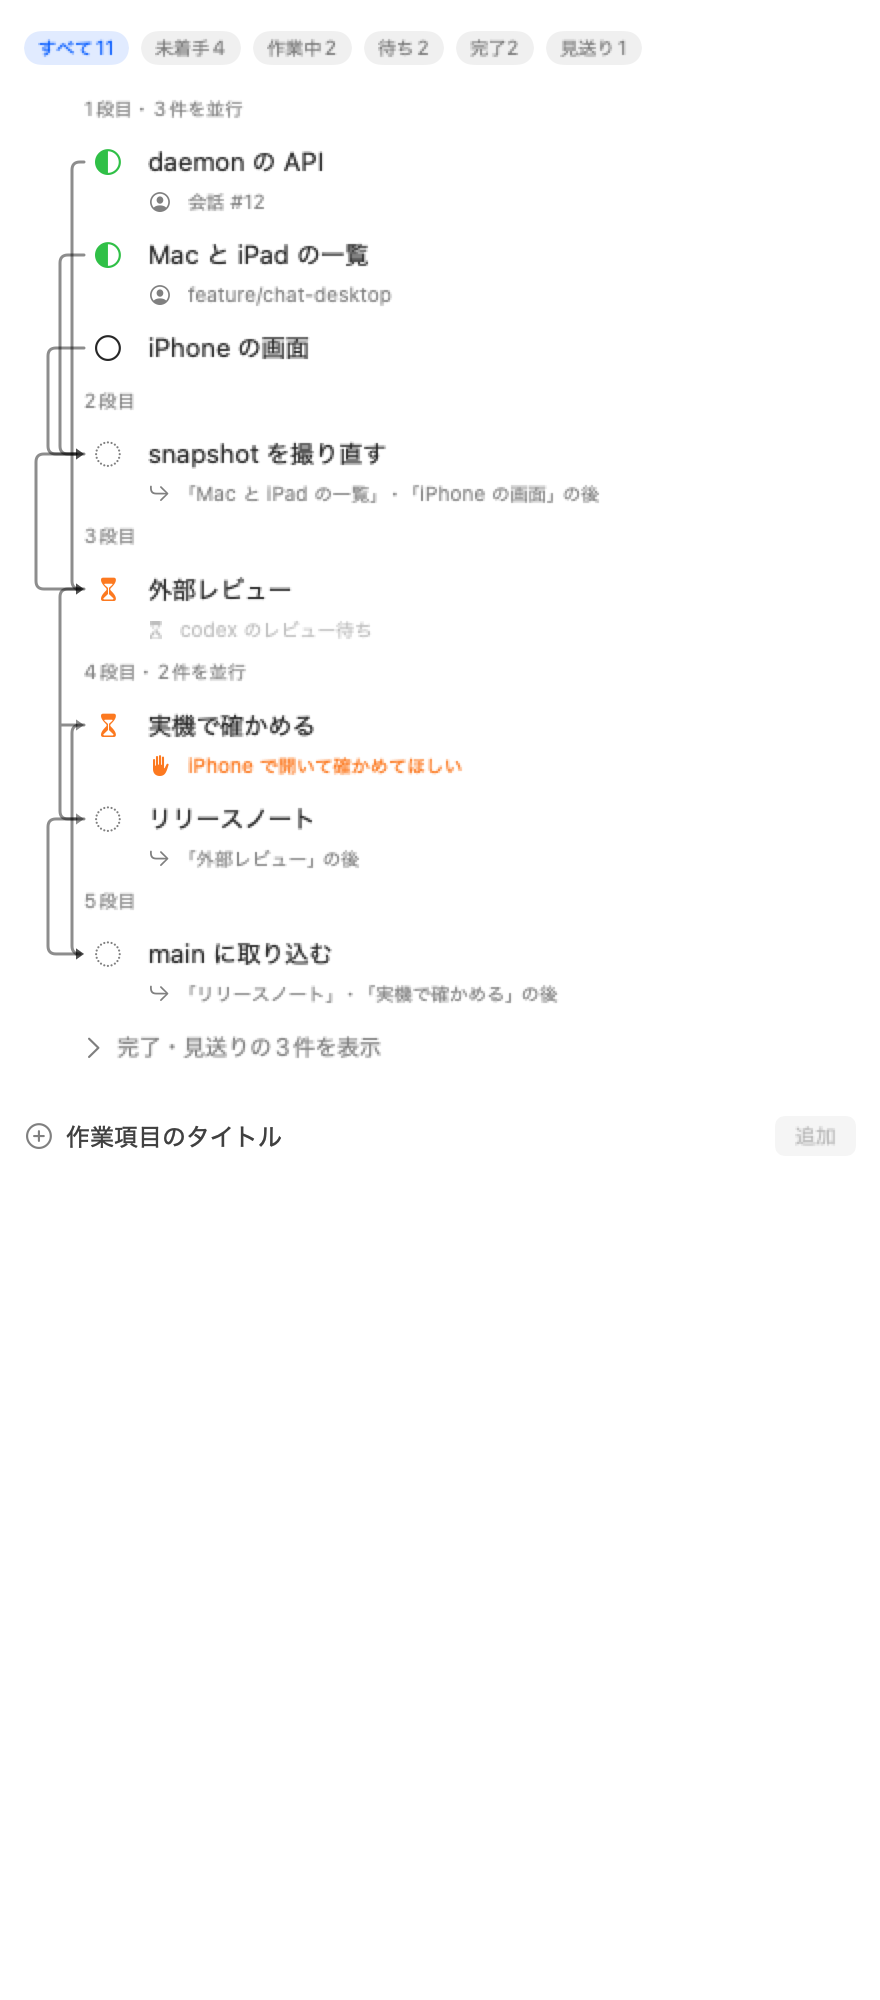 すべて 11 未着手 4 作業中 2 待ち 2 完了 2 見送り 1
1段目・3件を並行
daemon の API
会話 #12
Mac と iPad の一覧
feature/chat-desktop
iPhone の画面
2段目
snapshot を撮り直す
「Mac と iPad の一覧」・「iPhone の画面」の後
3段目
外部レビュー
codex のレビュー待ち
4段目・2件を並行
実機で確かめる
iPhone で開いて確かめてほしい
リリースノート
「外部レビュー」の後
5段目
main に取り込む
「リリースノート」・「実機で確かめる」の後
完了・見送りの3件を表示
作業項目のタイトル 追加